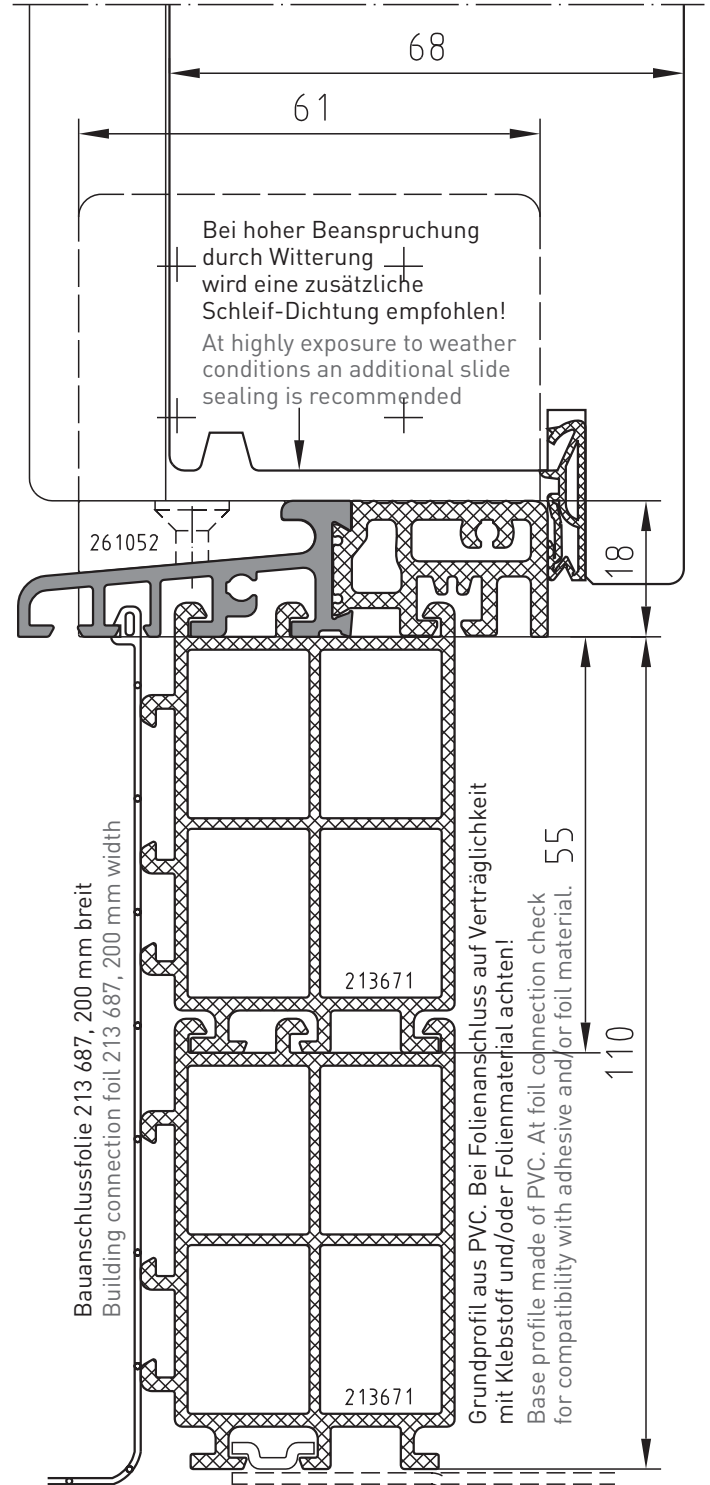 68
61
Bei hoher Beanspruchung
durch Witterung
wird eine zusätzliche
Schleif-Dichtung empfohlen!
At highly exposure to weather
conditions an additional slide
sealing is recommended
261052
18
Bauanschlussfolie 213 687, 200 mm breit
Building connection foil 213 687, 200 mm width
213671
55
110
Grundprofil aus PVC. Bei Folienanschluss auf Verträglichkeit
mit Klebstoff und/oder Folienmaterial achten!
Base profile made of PVC. At foil connection check
for compatibility with adhesive and/or foil material.
213671